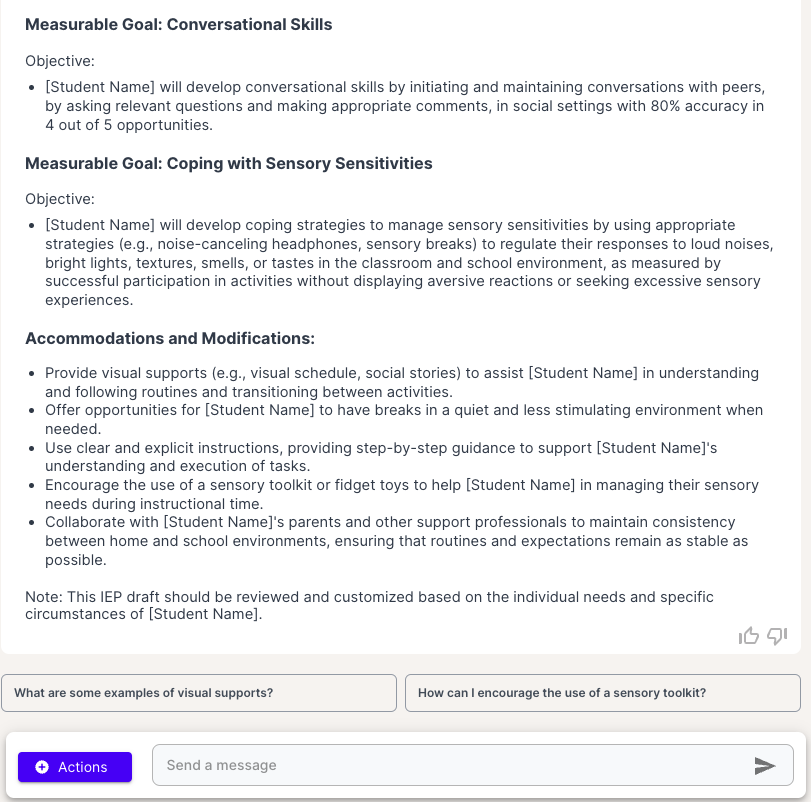 Measurable Goal: Conversational Skills
Objective:
• [Student Name] will develop conversational skills by initiating and maintaining conversations with peers,
by asking relevant questions and making appropriate comments, in social settings with 80% accuracy in
4 out of 5 opportunities.
Measurable Goal: Coping with Sensory Sensitivities
Objective:
• [Student Name] will develop coping strategies to manage sensory sensitivities by using appropriate
strategies (e.g., noise-canceling headphones, sensory breaks) to regulate their responses to loud noises,
bright lights, textures, smells, or tastes in the classroom and school environment, as measured by
successful participation in activities without displaying aversive reactions or seeking excessive sensory
experiences.
Accommodations and Modifications:
• Provide visual supports (e.g., visual schedule, social stories) to assist [Student Name] in understanding
and following routines and transitioning between activities.
• Offer opportunities for [Student Name] to have breaks in a quiet and less stimulating environment when
needed.
• Use clear and explicit instructions, providing step-by-step guidance to support [Student Name]'s
understanding and execution of tasks.
• Encourage the use of a sensory toolkit or fidget toys to help [Student Name] in managing their sensory
needs during instructional time.
• Collaborate with [Student Name]'s parents and other support professionals to maintain consistency
between home and school environments, ensuring that routines and expectations remain as stable as
possible.
Note: This IEP draft should be reviewed and customized based on the individual needs and specific
circumstances of [Student Name].
What are some examples of visual supports?
How can I encourage the use of a sensory toolkit?
Actions
Send a message